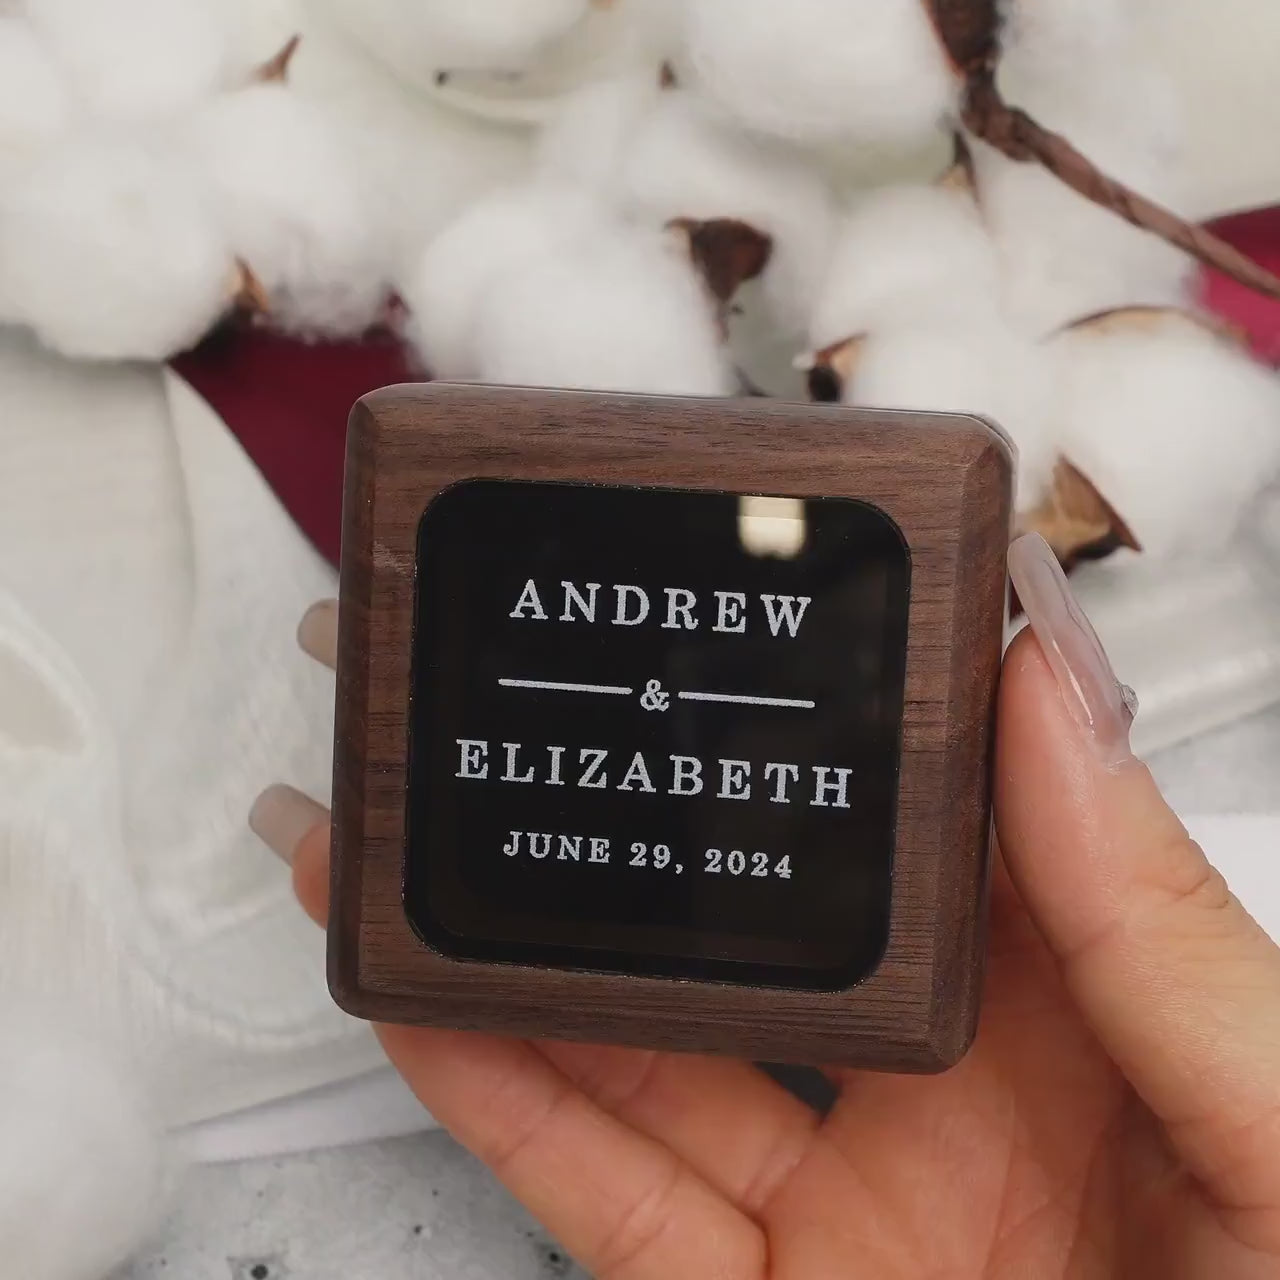 ANDREW
&
ELIZABETH
JUNE 29, 2024